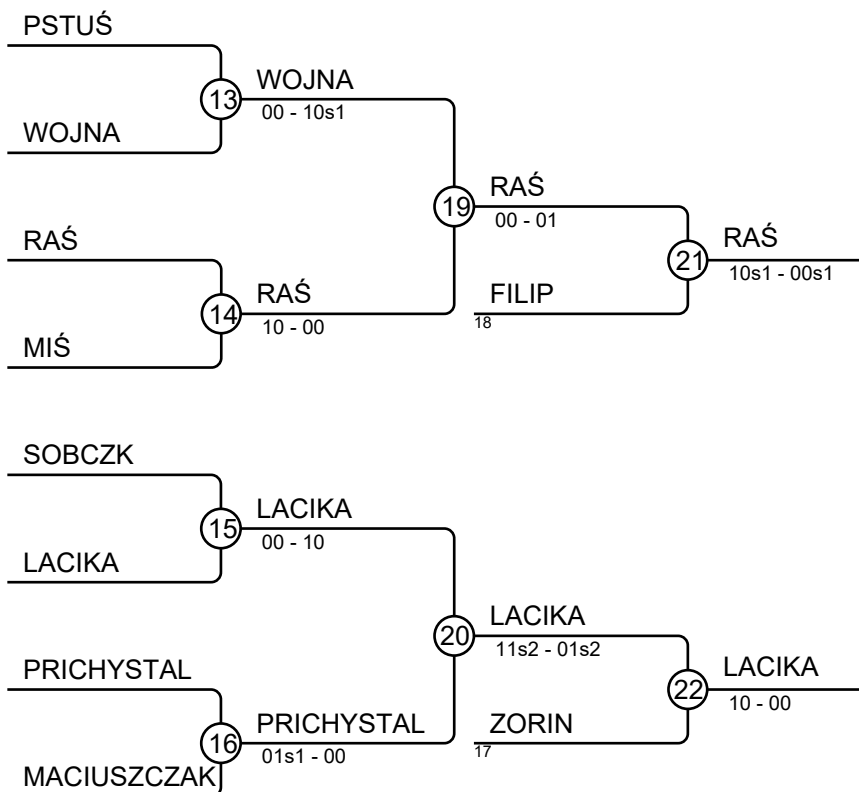 PSTUŚ
13
WOJNA
00 - 10s1
WOJNA
19
RAŚ
00 - 01
RAŚ
14
RAŚ
10 - 00
MIŚ
21
RAŚ
10s1 - 00s1
FILIP
18
SOBCZK
15
LACIKA
00 - 10
LACIKA
20
LACIKA
11s2 - 01s2
PRICHYSTAL
16
PRICHYSTAL
01s1 - 00
MACIUSZCZAK
22
LACIKA
10 - 00
ZORIN
17